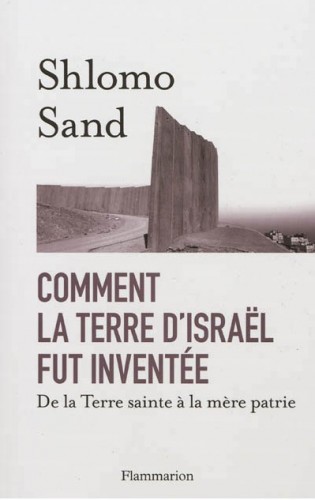 Shlomo
Sand
COMMENT
LA TERRE D'ISRAËL
FUT INVENTÉE
De la Terre sainte à la mère patrie
Flammarion